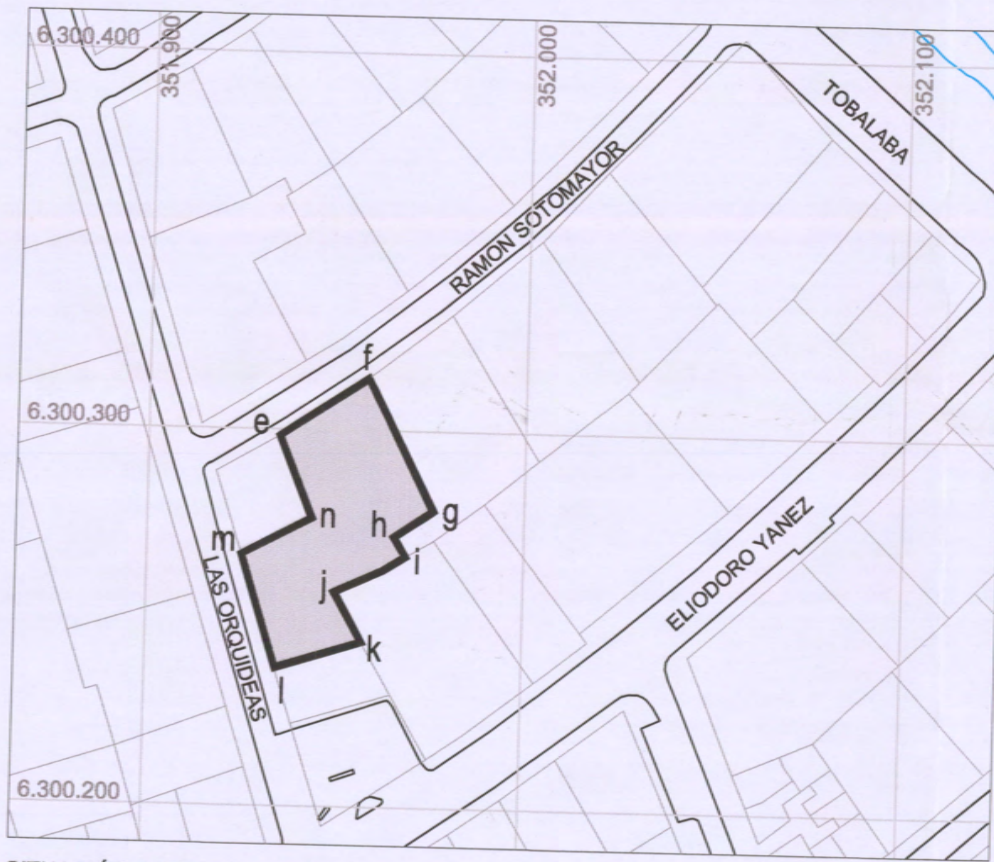 6.300.400
351.900
352.000
352.100
TOBALABA
RAMON SOTOMAYOR
f
6.300.300
e
n
g
h
m
i
j
LAS ORQUIDEAS
ELIODORO YANEZ
k
l
6.300.200